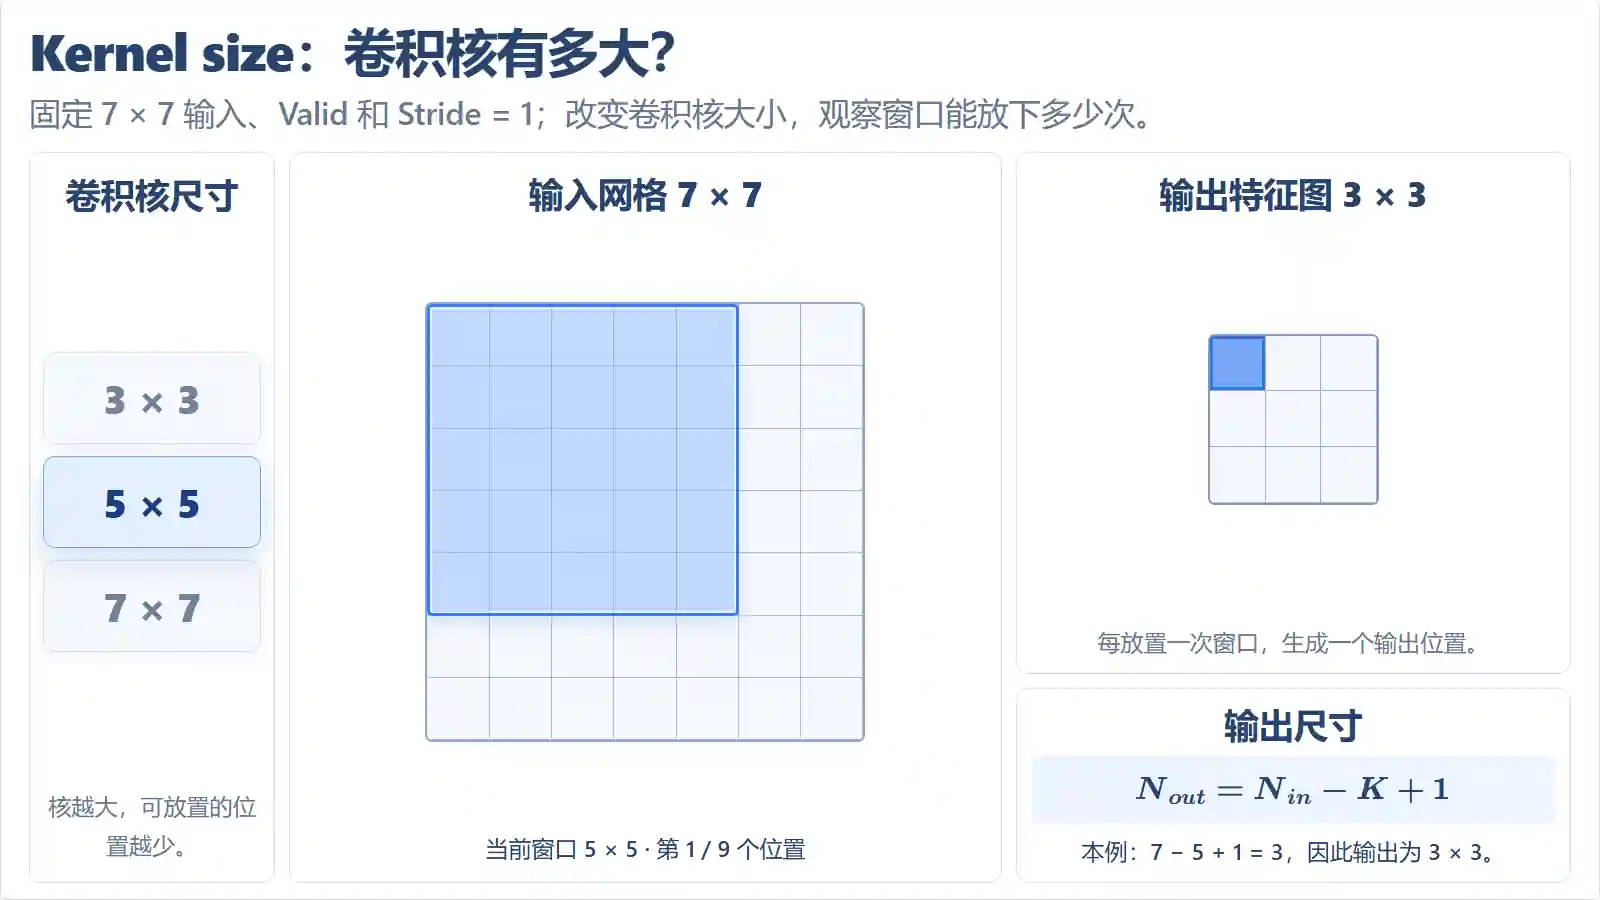 Kernel size：卷积核有多大？
固定 7 × 7 输入、Valid 和 Stride = 1；改变卷积核大小，观察窗口能放下多少次。
卷积核尺寸
3 × 3
5 × 5
7 × 7
核越大，可放置的位
置越少。
输入网格 7 × 7
当前窗口 5 × 5 · 第 1 / 9 个位置
输出特征图 3 × 3
每放置一次窗口，生成一个输出位置。
输出尺寸
N_out = N_in − K + 1
本例：7 − 5 + 1 = 3，因此输出为 3 × 3。